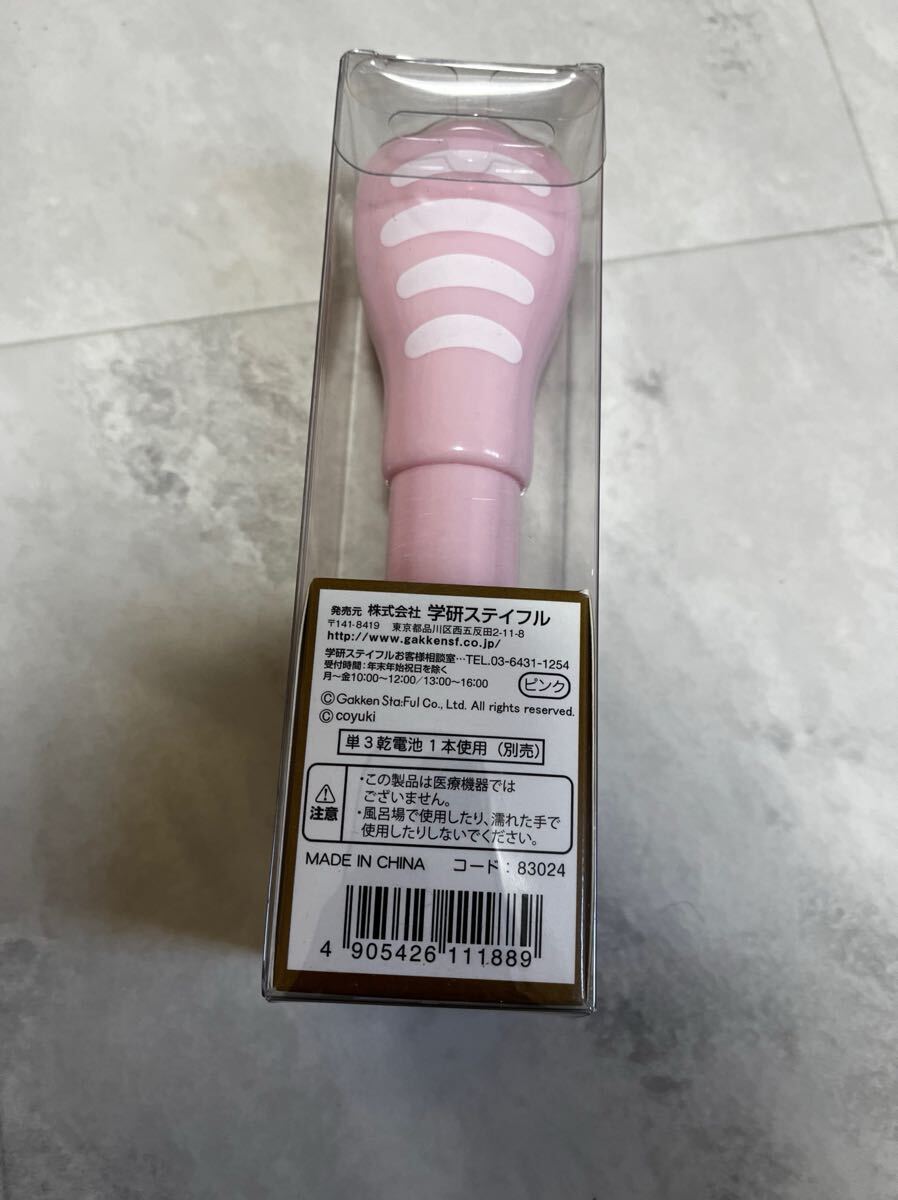 発売元 株式会社 学研ステイフル
〒141-8419 東京都品川区西五反田2-11-8
http://www.gakkensf.co.jp/
学研ステイフルお客様相談室…TEL.03-6431-1254
受付時間：年末年始祝日を除く
月～金10:00～12:00/13:00～16:00
ピンク
©Gakken Sta:Ful Co., Ltd. All rights reserved.
©coyuki
単3乾電池1本使用（別売）
注意
・この製品は医療機器では
ございません。
・風呂場で使用したり、濡れた手で
使用したりしないでください。
MADE IN CHINA コード：83024
4 905426 111889